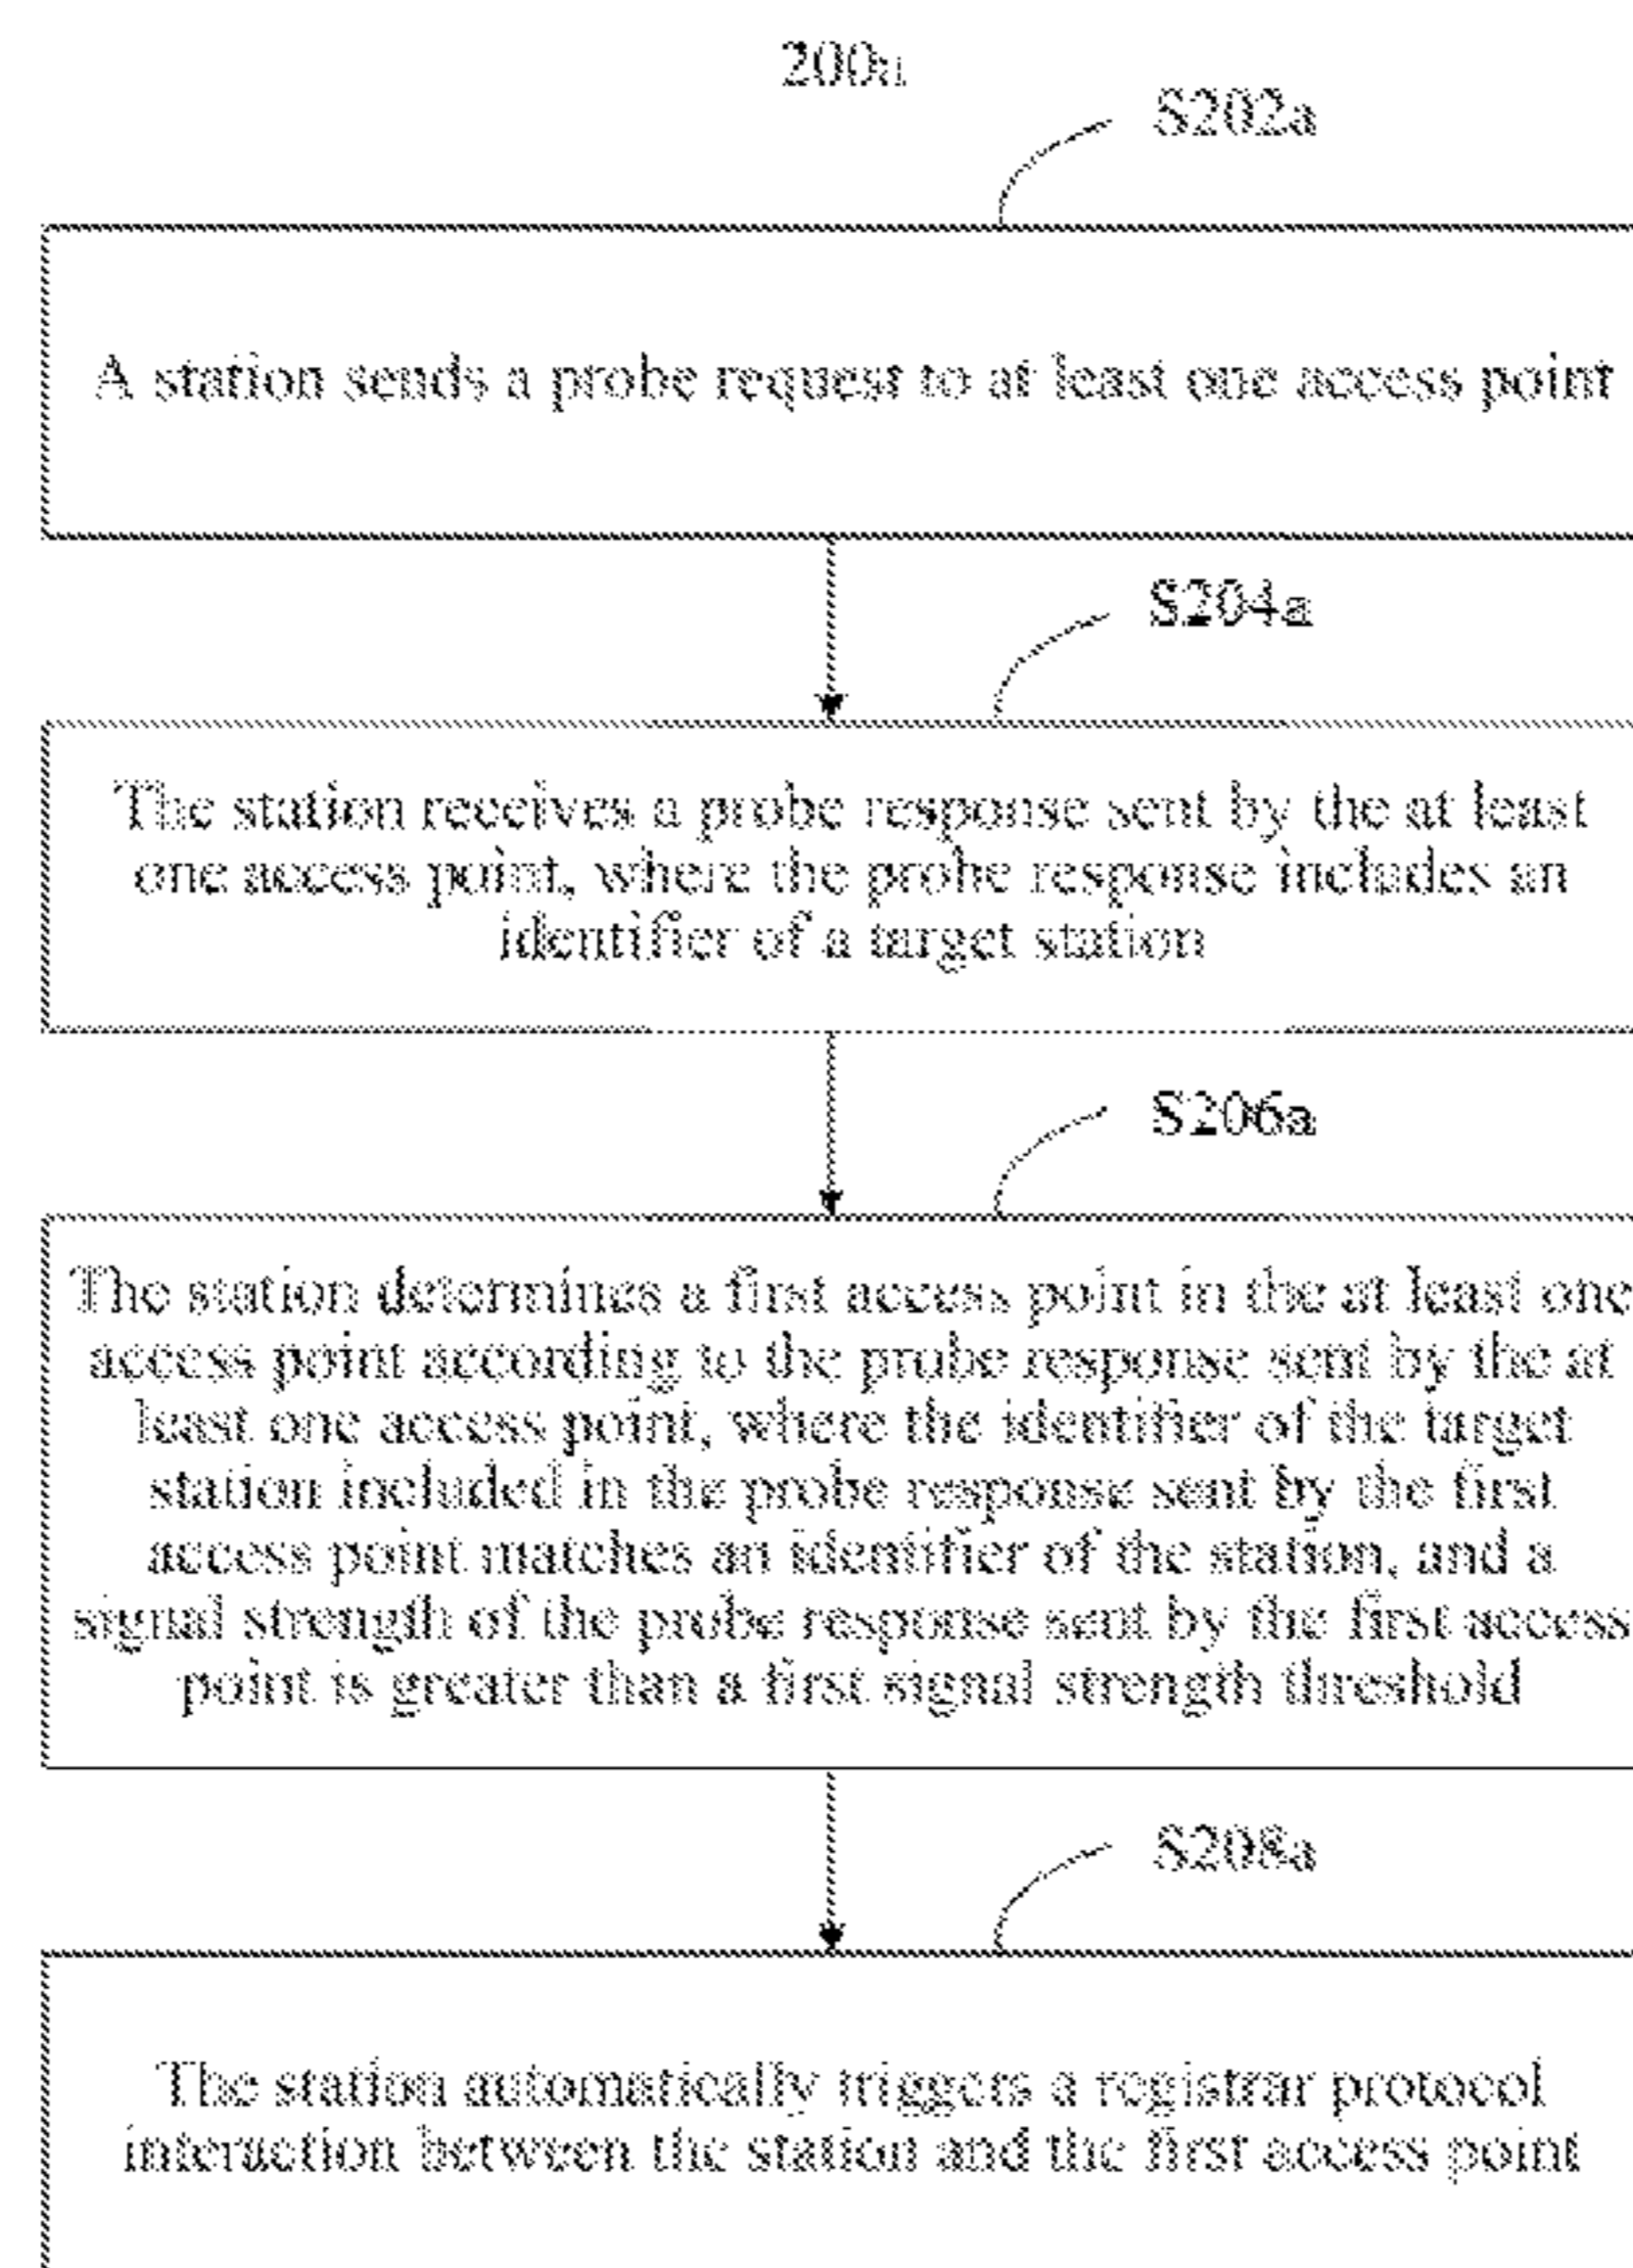 200a
S202a
A station sends a probe request to at least one access point
S204a
The station receives a probe response sent by the at least
one access point, where the probe response includes an
identifier of a target station
S206a
The station determines a first access point in the at least one
access point according to the probe response sent by the at
least one access point, where the identifier of the target
station included in the probe response sent by the first
access point matches an identifier of the station, and a
signal strength of the probe response sent by the first access
point is greater than a first signal strength threshold
S208a
The station automatically triggers a registrar protocol
interaction between the station and the first access point